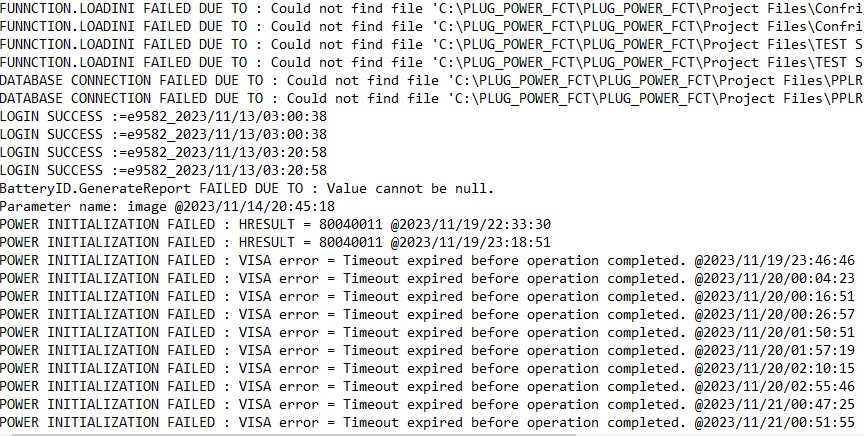 FUNNCTION.LOADINI FAILED DUE TO : Could not find file 'C:\PLUG_POWER_FCT\PLUG_POWER_FCT\Project Files\Confri
FUNNCTION.LOADINI FAILED DUE TO : Could not find file 'C:\PLUG_POWER_FCT\PLUG_POWER_FCT\Project Files\Confri
FUNNCTION.LOADINI FAILED DUE TO : Could not find file 'C:\PLUG_POWER_FCT\PLUG_POWER_FCT\Project Files\TEST S
FUNNCTION.LOADINI FAILED DUE TO : Could not find file 'C:\PLUG_POWER_FCT\PLUG_POWER_FCT\Project Files\TEST S
DATABASE CONNECTION FAILED DUE TO : Could not find file 'C:\PLUG_POWER_FCT\PLUG_POWER_FCT\Project Files\PPLR
DATABASE CONNECTION FAILED DUE TO : Could not find file 'C:\PLUG_POWER_FCT\PLUG_POWER_FCT\Project Files\PPLR
LOGIN SUCCESS :=e9582_2023/11/13/03:00:38
LOGIN SUCCESS :=e9582_2023/11/13/03:00:38
LOGIN SUCCESS :=e9582_2023/11/13/03:20:58
LOGIN SUCCESS :=e9582_2023/11/13/03:20:58
BatteryID.GenerateReport FAILED DUE TO : Value cannot be null.
Parameter name: image @2023/11/14/20:45:18
POWER INITIALIZATION FAILED : HRESULT = 80040011 @2023/11/19/22:33:30
POWER INITIALIZATION FAILED : HRESULT = 80040011 @2023/11/19/23:18:51
POWER INITIALIZATION FAILED : VISA error = Timeout expired before operation completed. @2023/11/19/23:46:46
POWER INITIALIZATION FAILED : VISA error = Timeout expired before operation completed. @2023/11/20/00:04:23
POWER INITIALIZATION FAILED : VISA error = Timeout expired before operation completed. @2023/11/20/00:16:51
POWER INITIALIZATION FAILED : VISA error = Timeout expired before operation completed. @2023/11/20/00:26:57
POWER INITIALIZATION FAILED : VISA error = Timeout expired before operation completed. @2023/11/20/01:50:51
POWER INITIALIZATION FAILED : VISA error = Timeout expired before operation completed. @2023/11/20/01:57:19
POWER INITIALIZATION FAILED : VISA error = Timeout expired before operation completed. @2023/11/20/02:10:15
POWER INITIALIZATION FAILED : VISA error = Timeout expired before operation completed. @2023/11/20/02:55:46
POWER INITIALIZATION FAILED : VISA error = Timeout expired before operation completed. @2023/11/21/00:47:25
POWER INITIALIZATION FAILED : VISA error = Timeout expired before operation completed. @2023/11/21/00:51:55